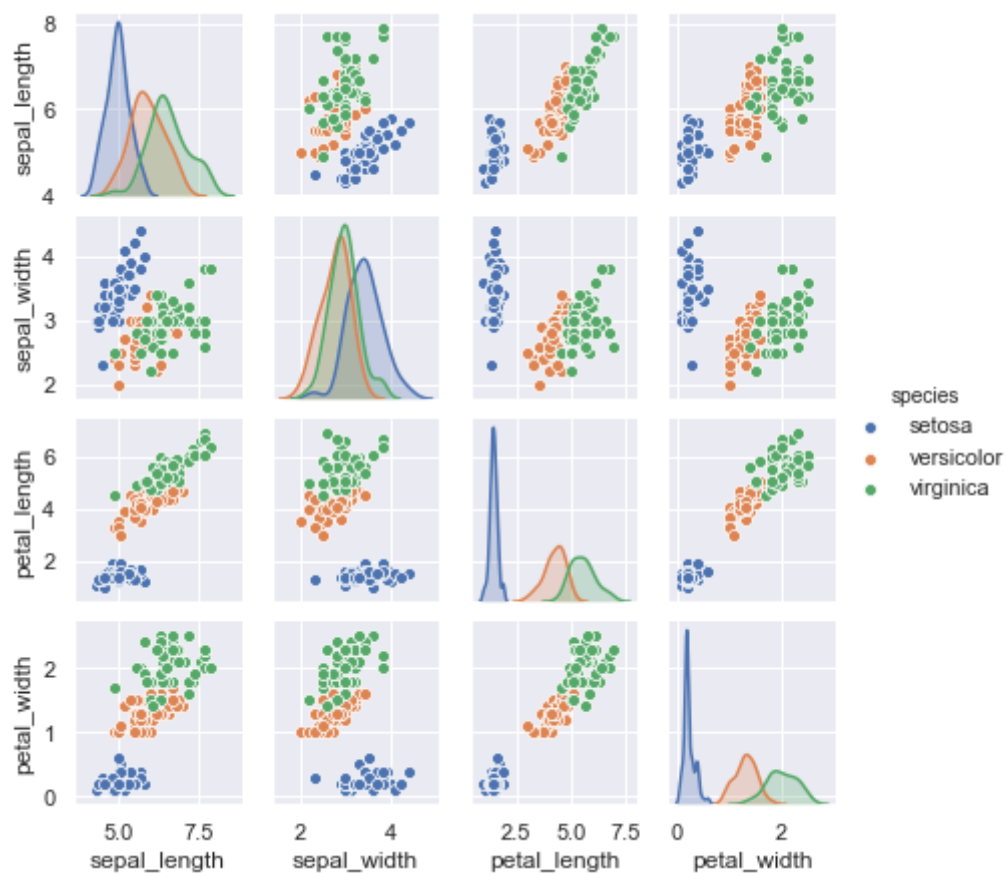 sepal_length
8
6
4
sepal_width
4
3
2
petal_length
6
4
2
petal_width
2
1
0
5.0 7.5
sepal_length
2 4
sepal_width
2.5 5.0 7.5
petal_length
0 2
petal_width
species
setosa
versicolor
virginica